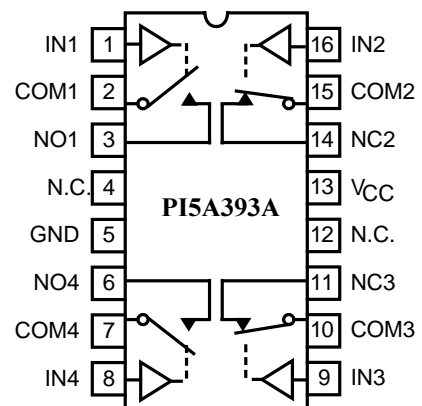 IN1 1 16 IN2
COM1 2 15 COM2
NO1 3 14 NC2
N.C. 4 13 VCC
PI5A393A
GND 5 12 N.C.
NO4 6 11 NC3
COM4 7 10 COM3
IN4 8 9 IN3